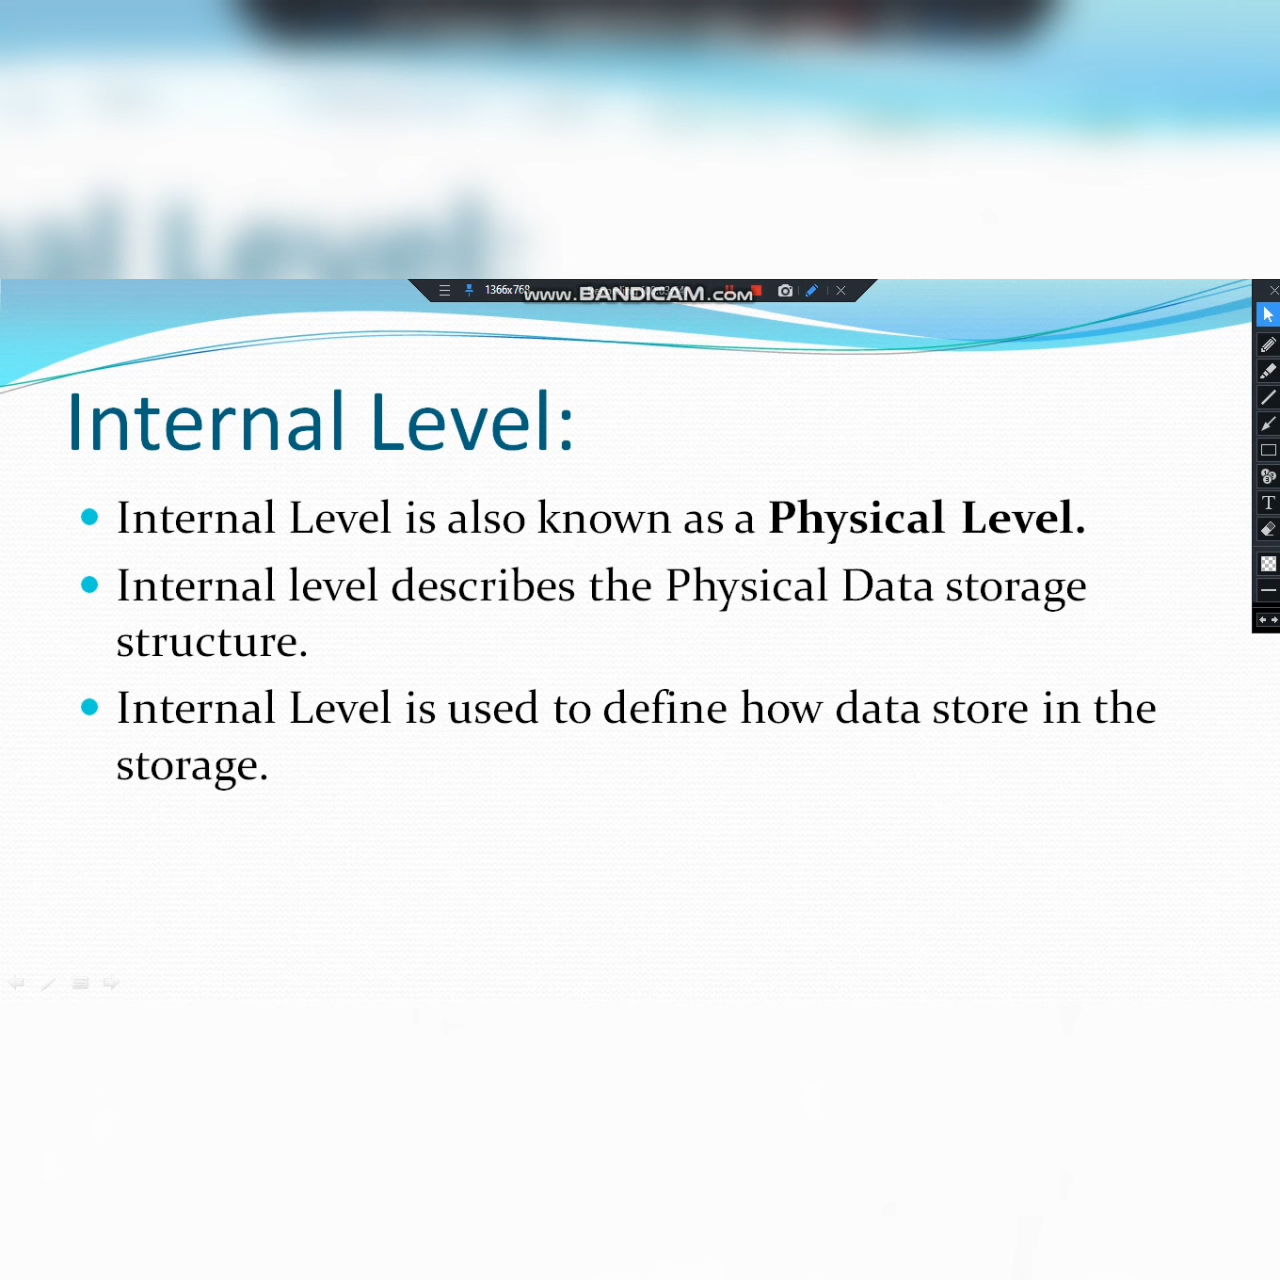 1366x768
www.BANDICAM.com
Internal Level:
Internal Level is also known as a Physical Level.
Internal level describes the Physical Data storage
structure.
Internal Level is used to define how data store in the
storage.